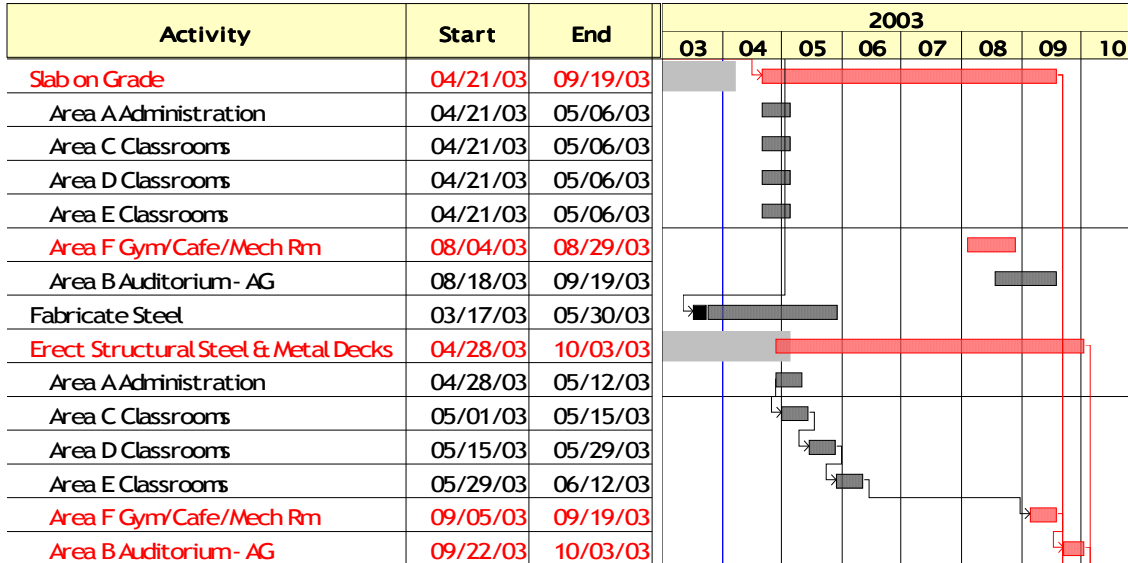 Activity Start End 2003
03 04 05 06 07 08 09 10
Slab on Grade 04/21/03 09/19/03
Area A Administration 04/21/03 05/06/03
Area C Classrooms 04/21/03 05/06/03
Area D Classrooms 04/21/03 05/06/03
Area E Classrooms 04/21/03 05/06/03
Area F Gym/Cafe/Mech Rm 08/04/03 08/29/03
Area B Auditorium - AG 08/18/03 09/19/03
Fabricate Steel 03/17/03 05/30/03
Erect Structural Steel & Metal Decks 04/28/03 10/03/03
Area A Administration 04/28/03 05/12/03
Area C Classrooms 05/01/03 05/15/03
Area D Classrooms 05/15/03 05/29/03
Area E Classrooms 05/29/03 06/12/03
Area F Gym/Cafe/Mech Rm 09/05/03 09/19/03
Area B Auditorium - AG 09/22/03 10/03/03